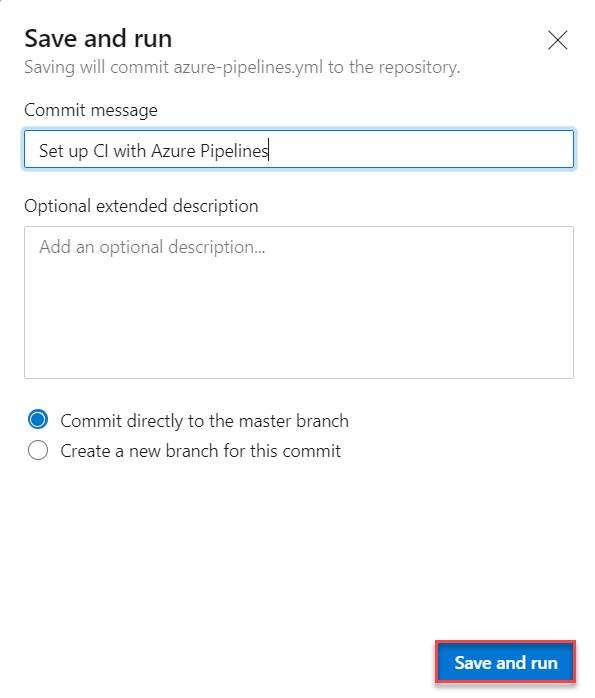 Save and run
Saving will commit azure-pipelines.yml to the repository.
Commit message
Set up CI with Azure Pipelines
Optional extended description
Add an optional description...
Commit directly to the master branch
Create a new branch for this commit
Save and run